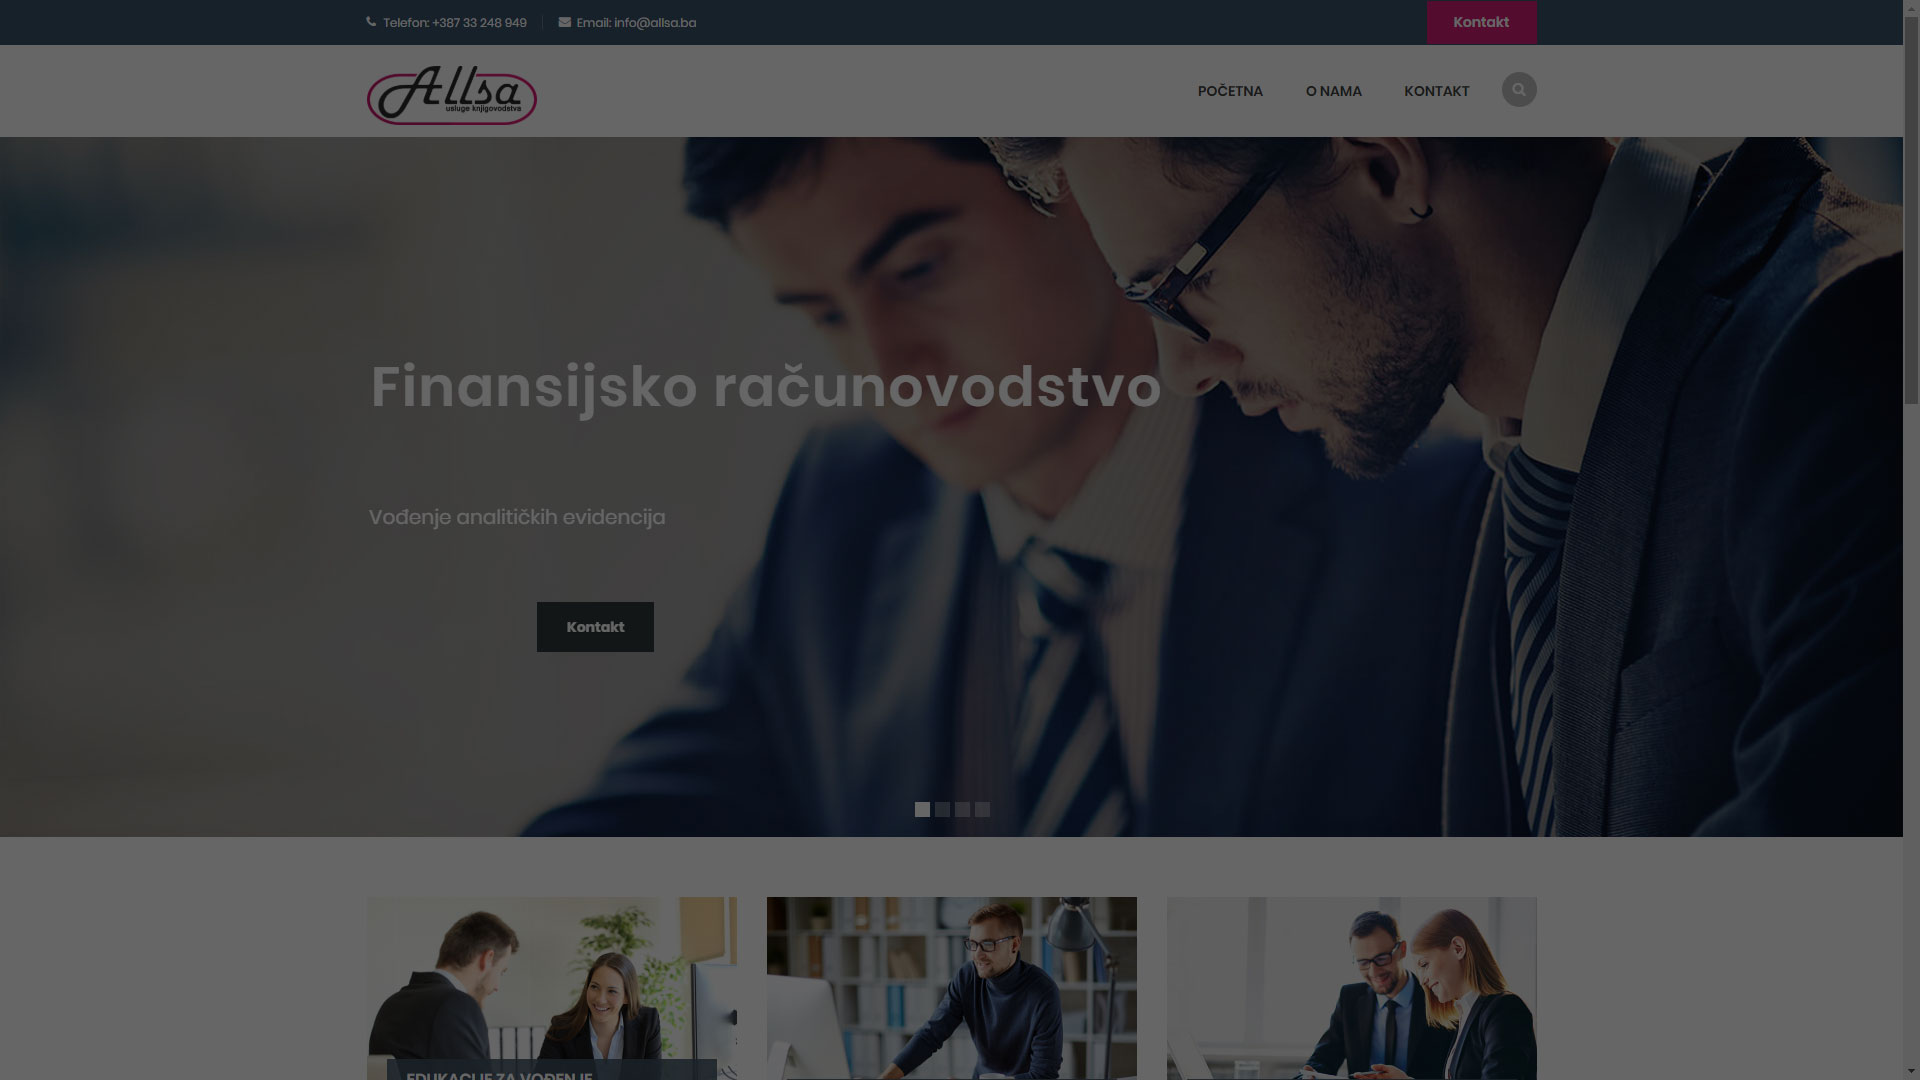 Telefon: +387 33 248 949
Email: info@allsa.ba
Kontakt
Allsa
usluge knjigovodstva
POČETNA
O NAMA
KONTAKT
Finansijsko računovodstvo
Vođenje analitičkih evidencija
Kontakt
EDUKACIJE ZA VOĐENJE